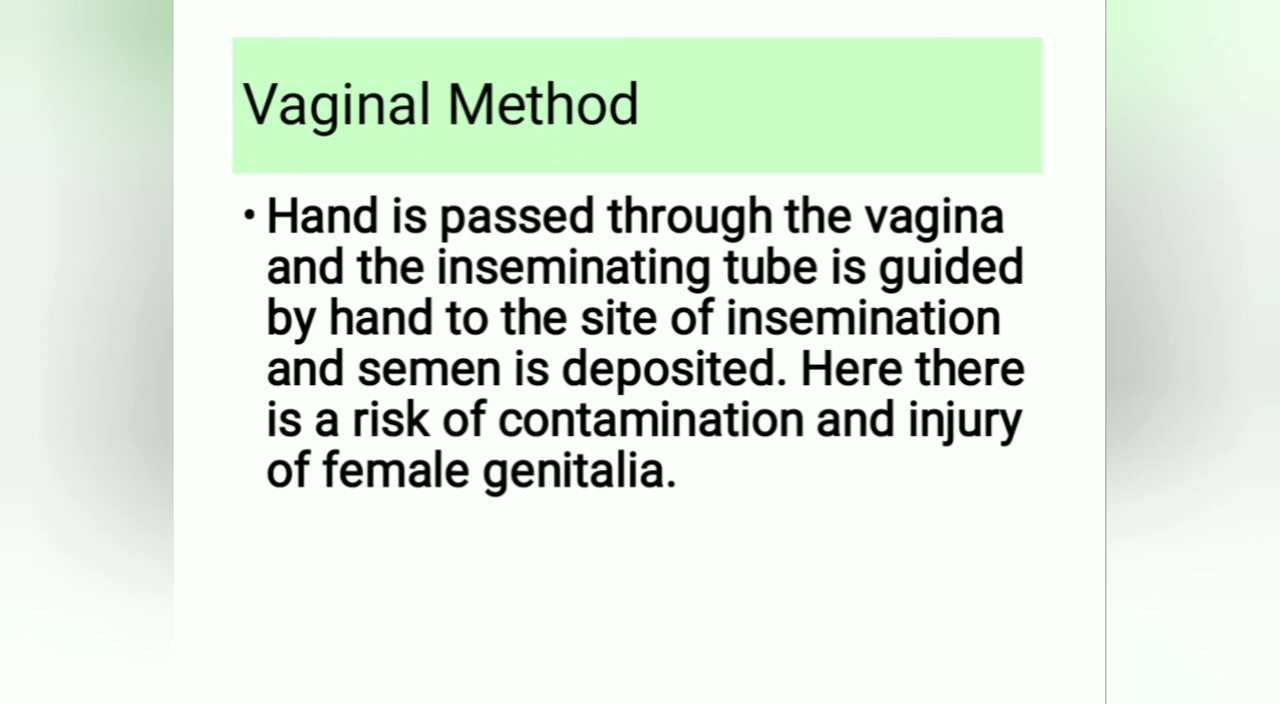 Vaginal Method
• Hand is passed through the vagina
and the inseminating tube is guided
by hand to the site of insemination
and semen is deposited. Here there
is a risk of contamination and injury
of female genitalia.